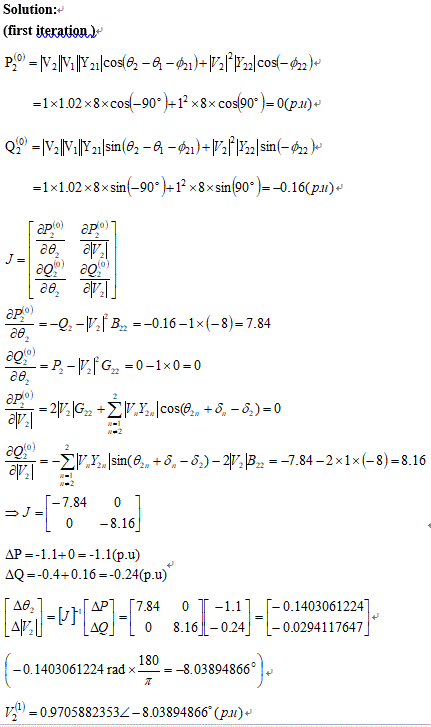 Solution:
(first iteration )
P₂⁽⁰⁾ = |V₂||V₁||Y₂₁|cos(θ₂ − θ₁ − ϕ₂₁) + |V₂|²|Y₂₂|cos(−ϕ₂₂)↵
= 1×1.02×8×cos(−90°)+1²×8×cos(90°)= 0(p.u)↵
Q₂⁽⁰⁾ = |V₂||V₁||Y₂₁|sin(θ₂ − θ₁ − ϕ₂₁) + |V₂|²|Y₂₂|sin(−ϕ₂₂)↵
= 1×1.02×8×sin(−90°)+1²×8×sin(90°)= −0.16(p.u)↵
J = [∂P₂⁽⁰⁾/∂θ₂ ∂P₂⁽⁰⁾/∂|V₂|
∂Q₂⁽⁰⁾/∂θ₂ ∂Q₂⁽⁰⁾/∂|V₂|]
∂P₂⁽⁰⁾/∂θ₂ = −Q₂ − |V₂|² B₂₂ = −0.16 −1×(−8) = 7.84
∂Q₂⁽⁰⁾/∂θ₂ = P₂ − |V₂|² G₂₂ = 0 −1×0 = 0
∂P₂⁽⁰⁾/∂|V₂| = 2|V₂|G₂₂ + ∑ₙ₌₁,ₙ≠₂² |VₙY₂ₙ|cos(θ₂ₙ + δₙ − δ₂) = 0
∂Q₂⁽⁰⁾/∂|V₂| = −∑ₙ₌₁,ₙ≠₂² |VₙY₂ₙ|sin(θ₂ₙ + δₙ − δ₂) − 2|V₂|B₂₂ = −7.84 − 2×1×(−8) = 8.16
⇒ J = [−7.84 0
0 −8.16]
ΔP = -1.1+0 = -1.1(p.u)
ΔQ = -0.4+0.16 = -0.24(p.u)↵
[Δθ₂ Δ|V₂|] = [J]⁻¹ [ΔP ΔQ] = [7.84 0 0 8.16] [−1.1 −0.24] = [−0.1403061224 −0.0294117647]
(−0.1403061224 rad × 180/π = −8.03894866°)↵
V₂⁽¹⁾ = 0.9705882353∠−8.03894866°(p.u)↵